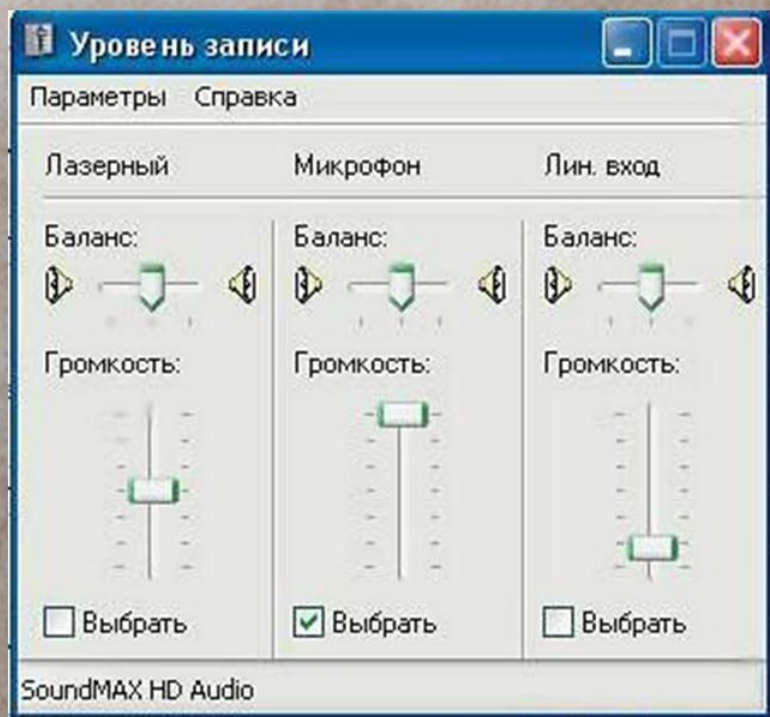 Уровень записи
Параметры Справка
Лазерный Микрофон Лин. вход
Баланс: Баланс: Баланс:
Громкость: Громкость: Громкость:
Выбрать Выбрать Выбрать
SoundMAX HD Audio